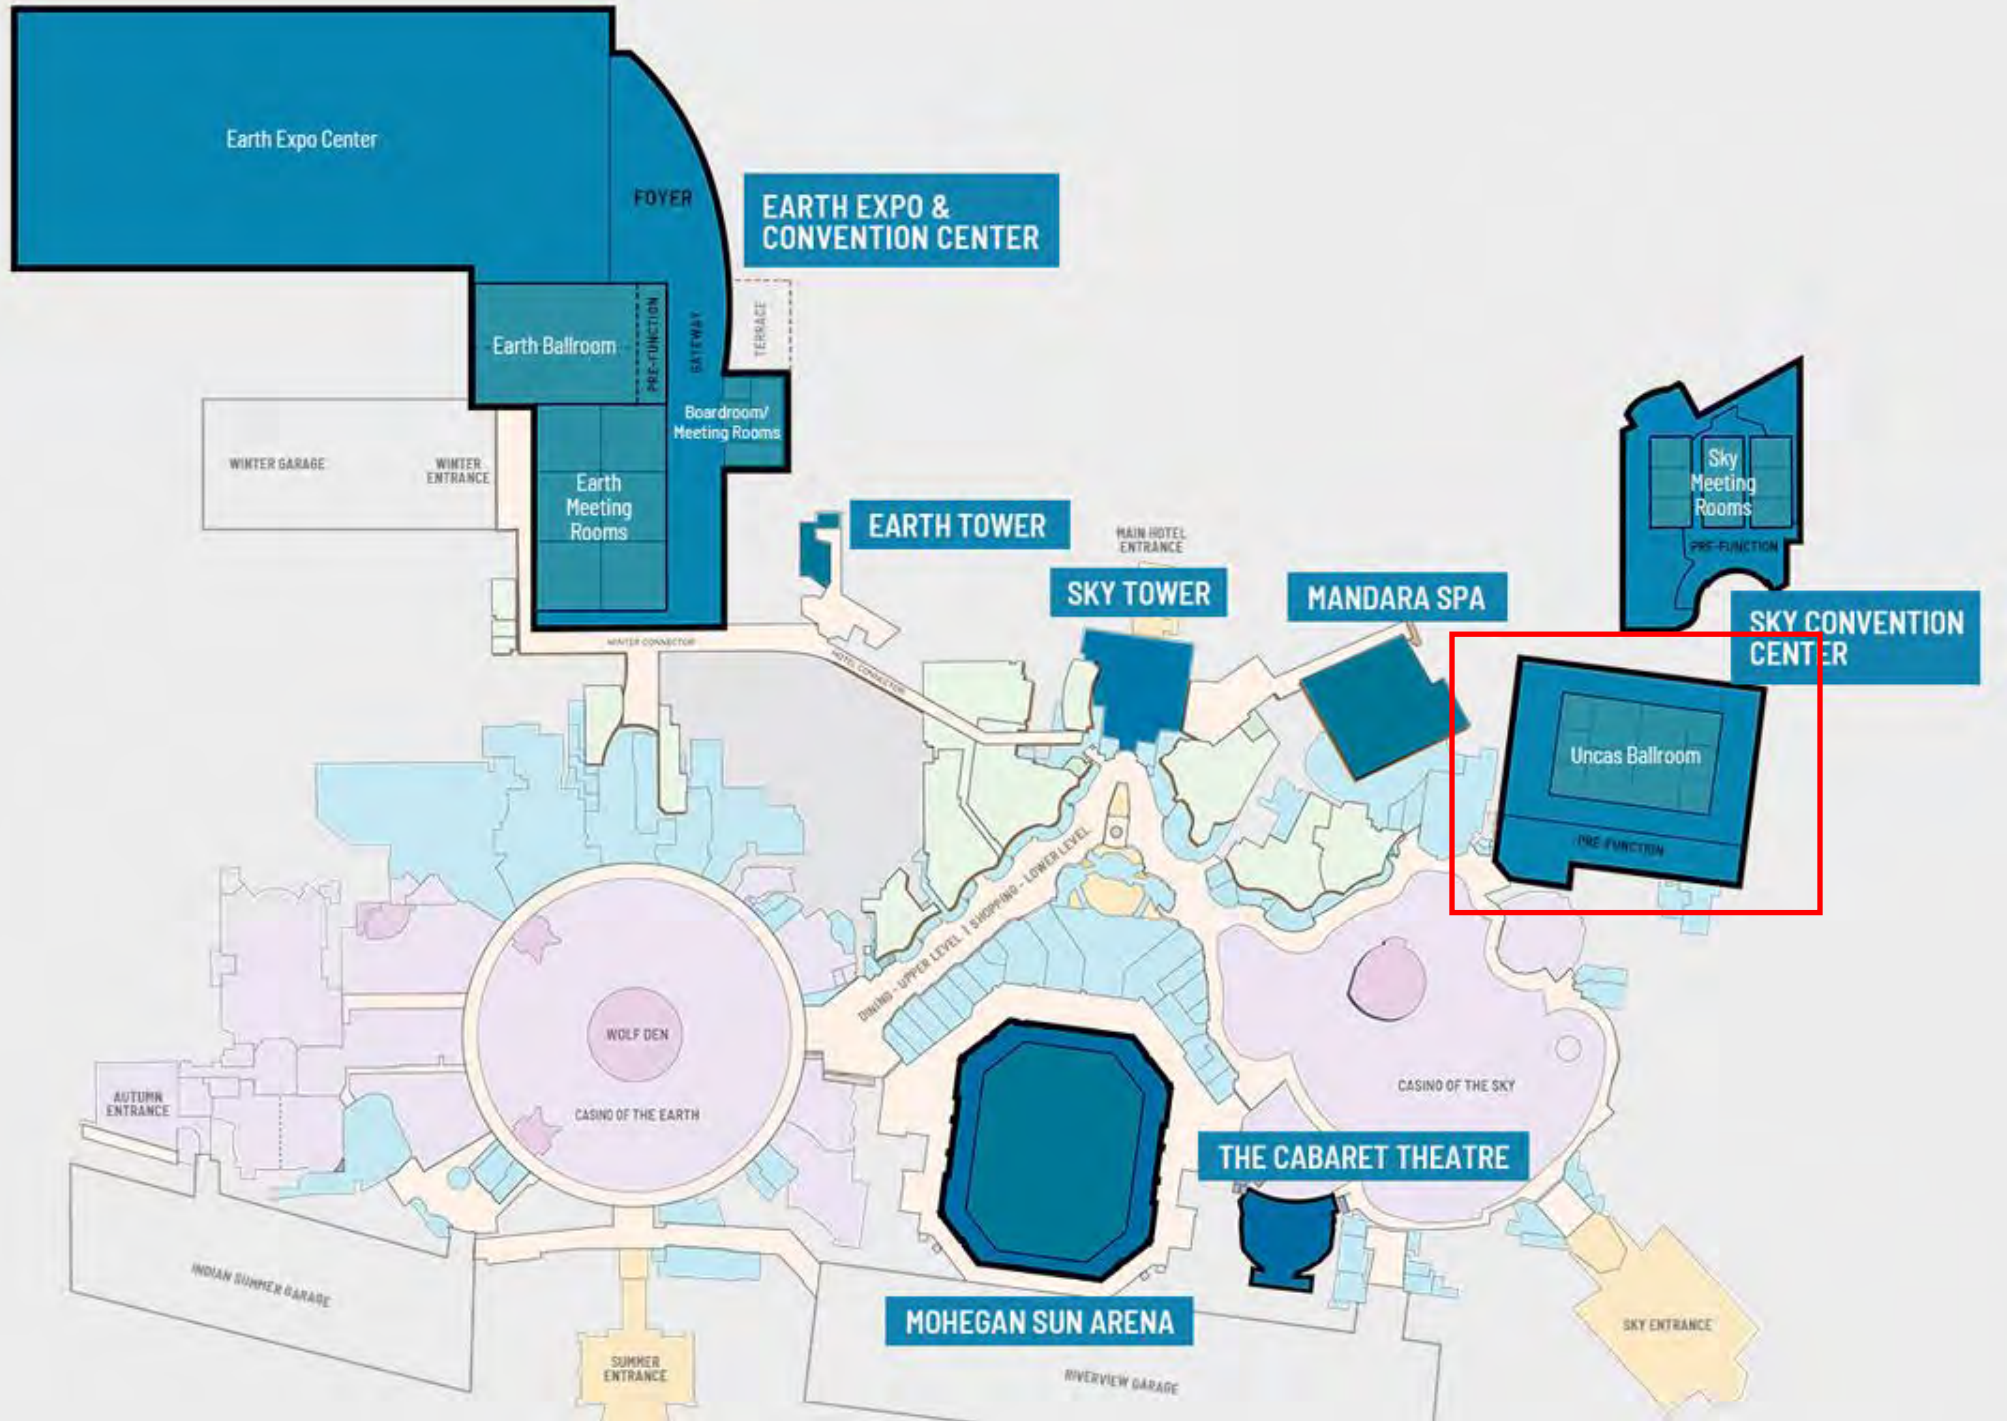 Earth Expo Center
FOYER
EARTH EXPO &
CONVENTION CENTER
Earth Ballroom
PRE-FUNCTION
GATEWAY
TERRACE
Boardroom/
Meeting Rooms
WINTER GARAGE
WINTER
ENTRANCE
Earth
Meeting
Rooms
EARTH TOWER
MAIN HOTEL
ENTRANCE
SKY TOWER
MANDARA SPA
Sky
Meeting
Rooms
PRE-FUNCTION
SKY CONVENTION
CENTER
WINTER CONNECTOR
HOTEL CONNECTOR
Uncas Ballroom
PRE-FUNCTION
DINING - UPPER LEVEL | SHOPPING - LOWER LEVEL
WOLF DEN
CASINO OF THE EARTH
CASINO OF THE SKY
AUTUMN
ENTRANCE
THE CABARET THEATRE
INDIAN SUMMER GARAGE
MOHEGAN SUN ARENA
SKY ENTRANCE
SUMMER
ENTRANCE
RIVERVIEW GARAGE